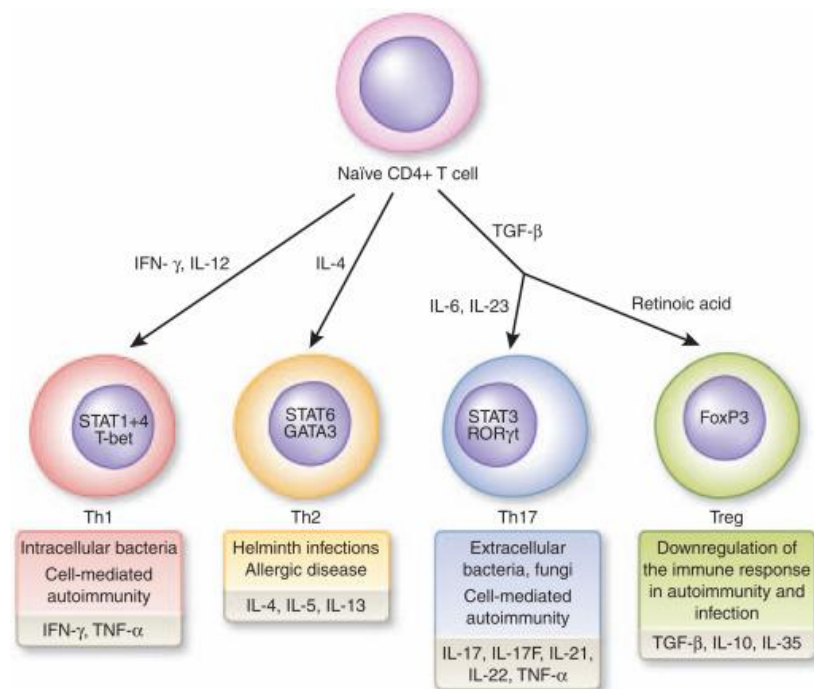 Naïve CD4+ T cell
TGF-β
IFN- γ, IL-12
IL-4
IL-6, IL-23
Retinoic acid
STAT1+4
T-bet
STAT6
GATA3
STAT3
RORγt
FoxP3
Th1
Th2
Th17
Treg
Intracellular bacteria
Cell-mediated
autoimmunity
IFN-γ, TNF-α
Helminth infections
Allergic disease
IL-4, IL-5, IL-13
Extracellular
bacteria, fungi
Cell-mediated
autoimmunity
IL-17, IL-17F, IL-21,
IL-22, TNF-α
Downregulation of
the immune response
in autoimmunity and
infection
TGF-β, IL-10, IL-35